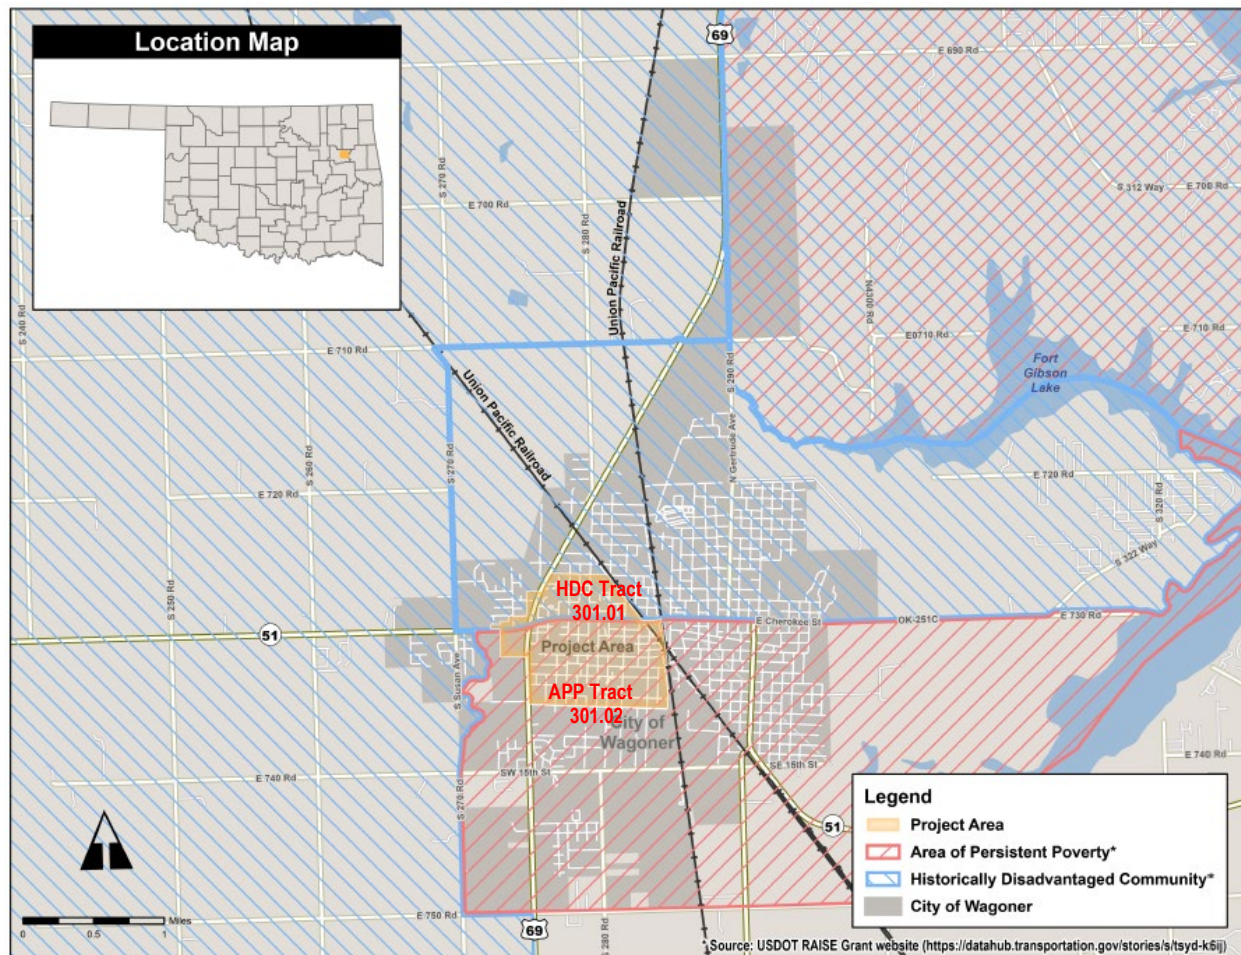 Location Map
69
E 690 Rd
S 270 Rd
S 312 Way
E 700 Rd
E 700 Rd
S 280 Rd
Union Pacific Railroad
N4300 Rd
S 240 Rd
E 710 Rd
E0710 Rd
E 710 Rd
S 290 Rd
Fort
Gibson
Lake
Union Pacific Railroad
S 270 Rd
N Gertrude Ave
S 260 Rd
E 720 Rd
E 720 Rd
S 320 Rd
S 322 Way
S 250 Rd
HDC Tract
301.01
E Cherokee St
OK-251C
E 730 Rd
51
Project Area
S Susan Ave
APP Tract
301.02
City of
Wagoner
E 740 Rd
SW 15th St
SE 15th St
E 740 Rd
S 270 Rd
51
Legend
Project Area
Area of Persistent Poverty*
Historically Disadvantaged Community*
City of Wagoner
0 0.5 1 Miles
E 750 Rd
69
S 280 Rd
Source: USDOT RAISE Grant website (https://datahub.transportation.gov/stories/s/tsyd-k6ij)